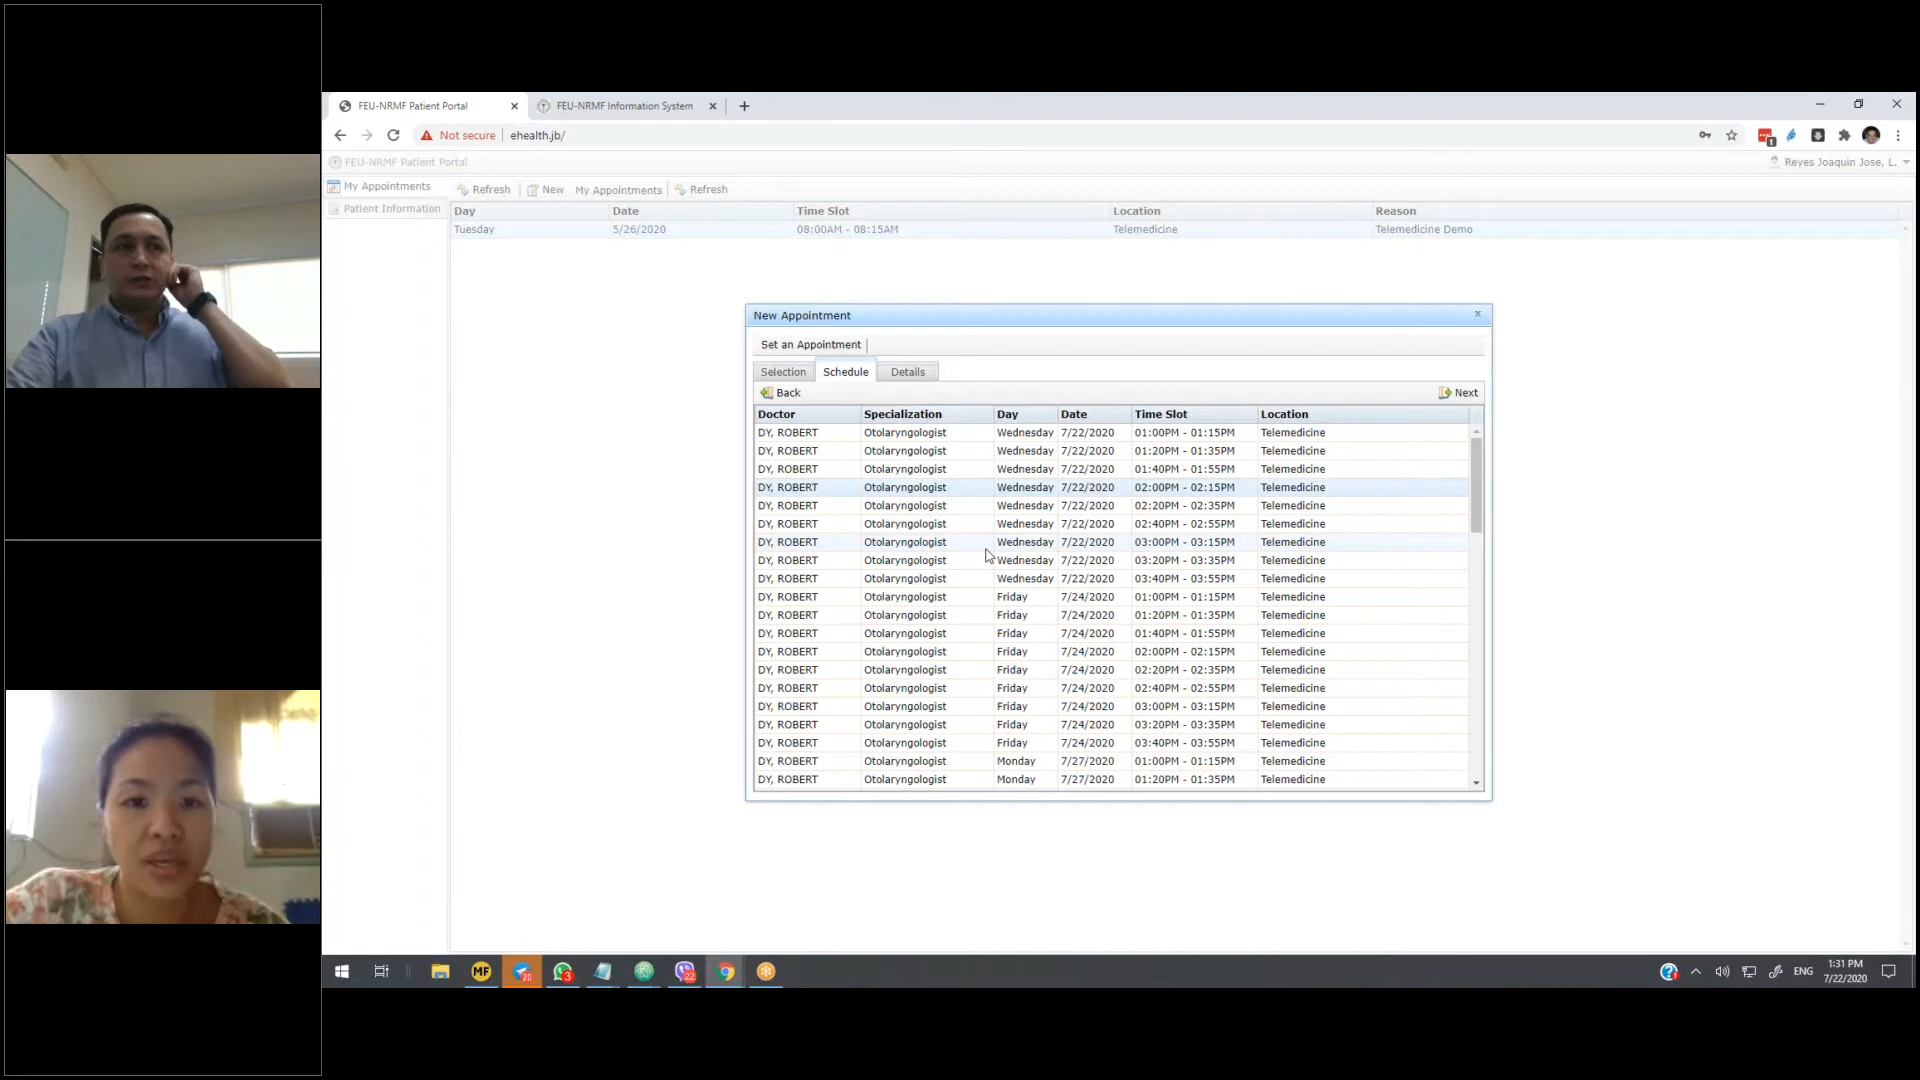 FEU-NRMF Patient Portal FEU-NRMF Information System
Not secure ehealth.jb/
FEU-NRMF Patient Portal Reyes Joaquin Jose, L.
My Appointments Refresh New My Appointments Refresh
Patient Information
Day Date Time Slot Location Reason
Tuesday 5/26/2020 08:00AM - 08:15AM Telemedicine Telemedicine Demo
New Appointment
Set an Appointment
Selection Schedule Details
Back Next
Doctor Specialization Day Date Time Slot Location
DY, ROBERT Otolaryngologist Wednesday 7/22/2020 01:00PM - 01:15PM Telemedicine
DY, ROBERT Otolaryngologist Wednesday 7/22/2020 01:20PM - 01:35PM Telemedicine
DY, ROBERT Otolaryngologist Wednesday 7/22/2020 01:40PM - 01:55PM Telemedicine
DY, ROBERT Otolaryngologist Wednesday 7/22/2020 02:00PM - 02:15PM Telemedicine
DY, ROBERT Otolaryngologist Wednesday 7/22/2020 02:20PM - 02:35PM Telemedicine
DY, ROBERT Otolaryngologist Wednesday 7/22/2020 02:40PM - 02:55PM Telemedicine
DY, ROBERT Otolaryngologist Wednesday 7/22/2020 03:00PM - 03:15PM Telemedicine
DY, ROBERT Otolaryngologist Wednesday 7/22/2020 03:20PM - 03:35PM Telemedicine
DY, ROBERT Otolaryngologist Wednesday 7/22/2020 03:40PM - 03:55PM Telemedicine
DY, ROBERT Otolaryngologist Friday 7/24/2020 01:00PM - 01:15PM Telemedicine
DY, ROBERT Otolaryngologist Friday 7/24/2020 01:20PM - 01:35PM Telemedicine
DY, ROBERT Otolaryngologist Friday 7/24/2020 01:40PM - 01:55PM Telemedicine
DY, ROBERT Otolaryngologist Friday 7/24/2020 02:00PM - 02:15PM Telemedicine
DY, ROBERT Otolaryngologist Friday 7/24/2020 02:20PM - 02:35PM Telemedicine
DY, ROBERT Otolaryngologist Friday 7/24/2020 02:40PM - 02:55PM Telemedicine
DY, ROBERT Otolaryngologist Friday 7/24/2020 03:00PM - 03:15PM Telemedicine
DY, ROBERT Otolaryngologist Friday 7/24/2020 03:20PM - 03:35PM Telemedicine
DY, ROBERT Otolaryngologist Friday 7/24/2020 03:40PM - 03:55PM Telemedicine
DY, ROBERT Otolaryngologist Monday 7/27/2020 01:00PM - 01:15PM Telemedicine
DY, ROBERT Otolaryngologist Monday 7/27/2020 01:20PM - 01:35PM Telemedicine
MF 20 3 22 ENG 1:31 PM
7/22/2020